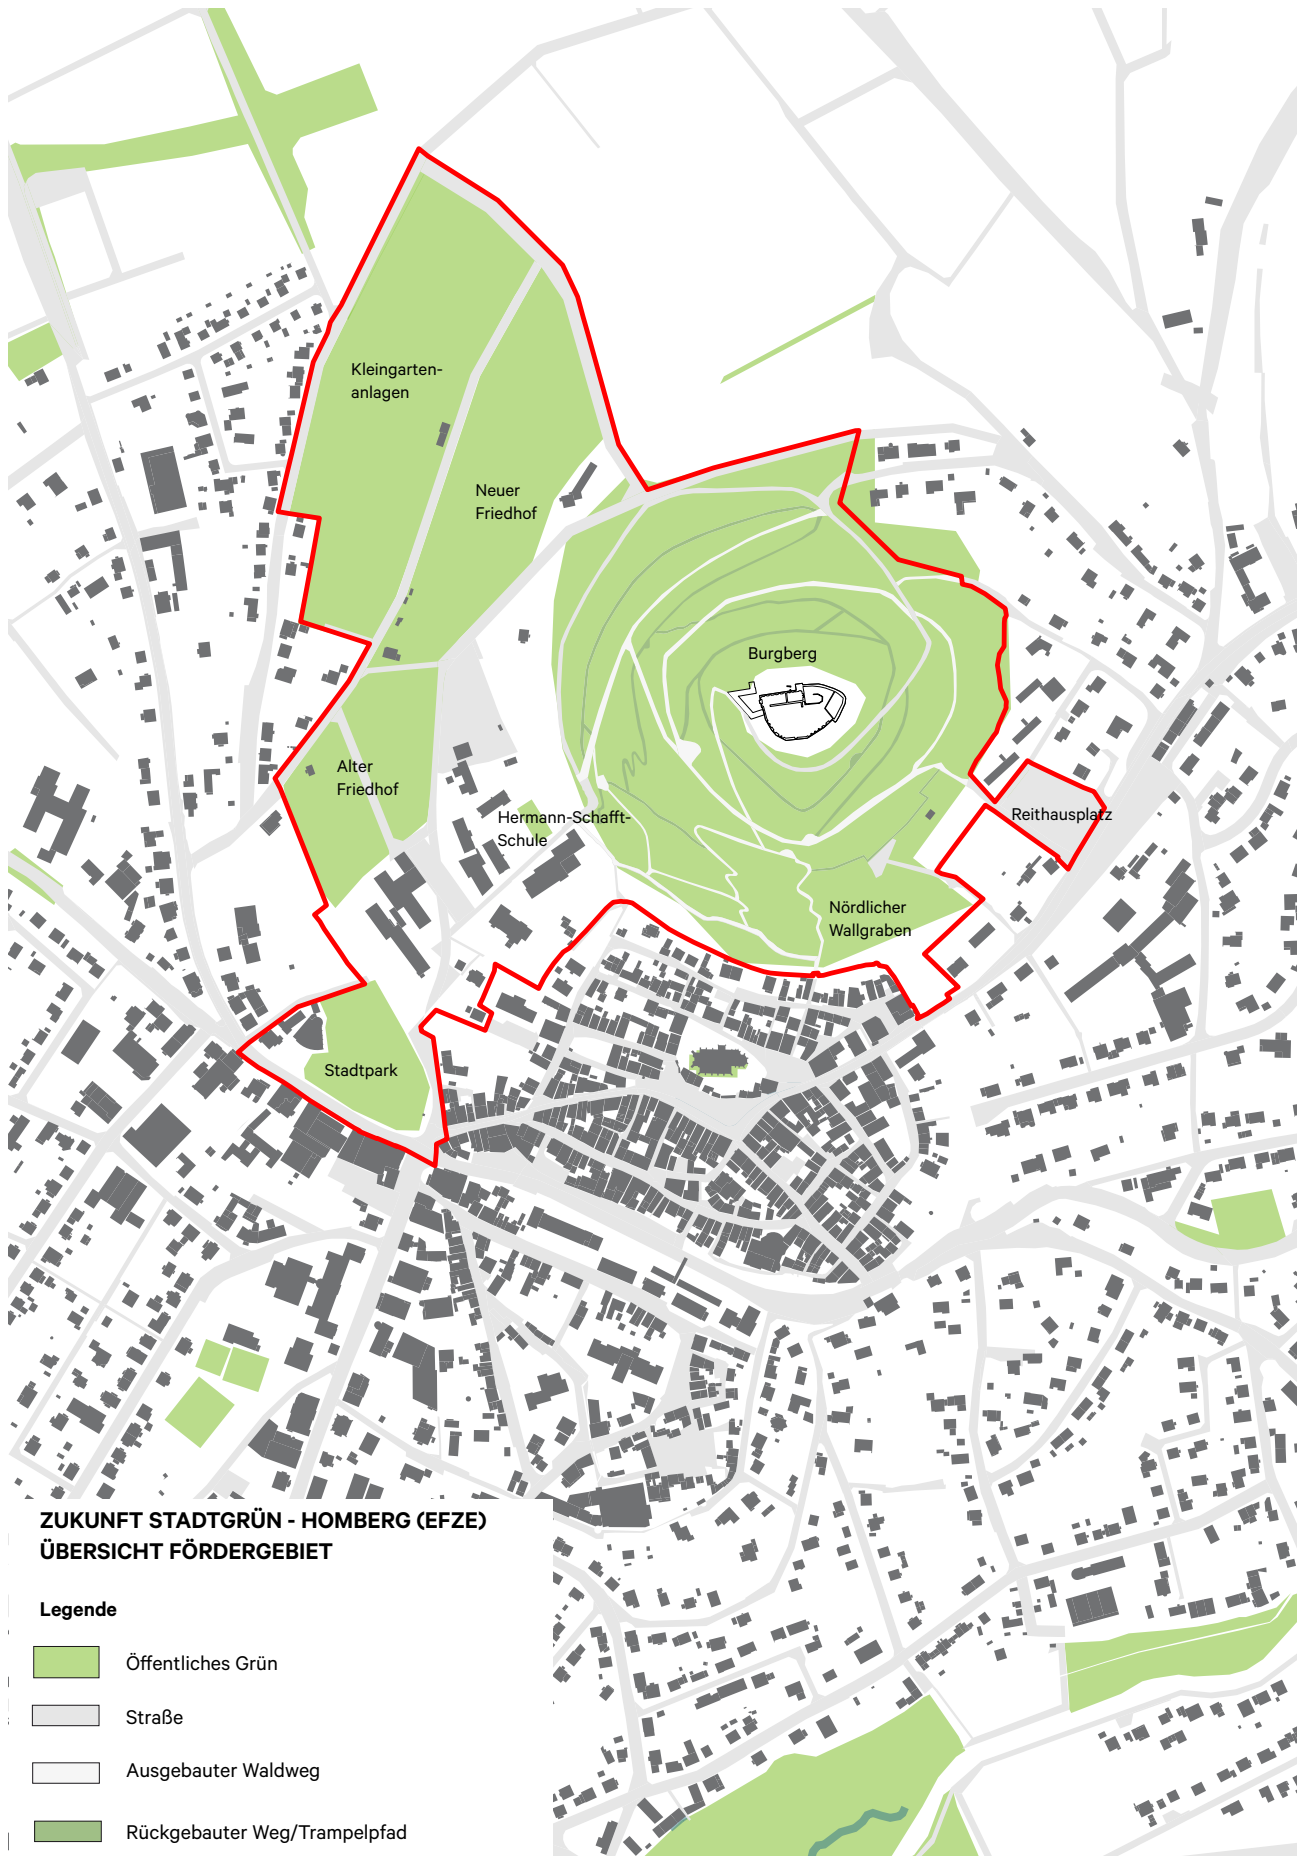 Kleingarten-
anlagen
Neuer
Friedhof
Burgberg
Alter
Friedhof
Hermann-Schafft-
Schule
Reithausplatz
Nördlicher
Wallgraben
Stadtpark
ZUKUNFT STADTGRÜN - HOMBERG (EFZE)
ÜBERSICHT FÖRDERGEBIET
Legende
Öffentliches Grün
Straße
Ausgebauter Waldweg
Rückgebauter Weg/Trampelpfad